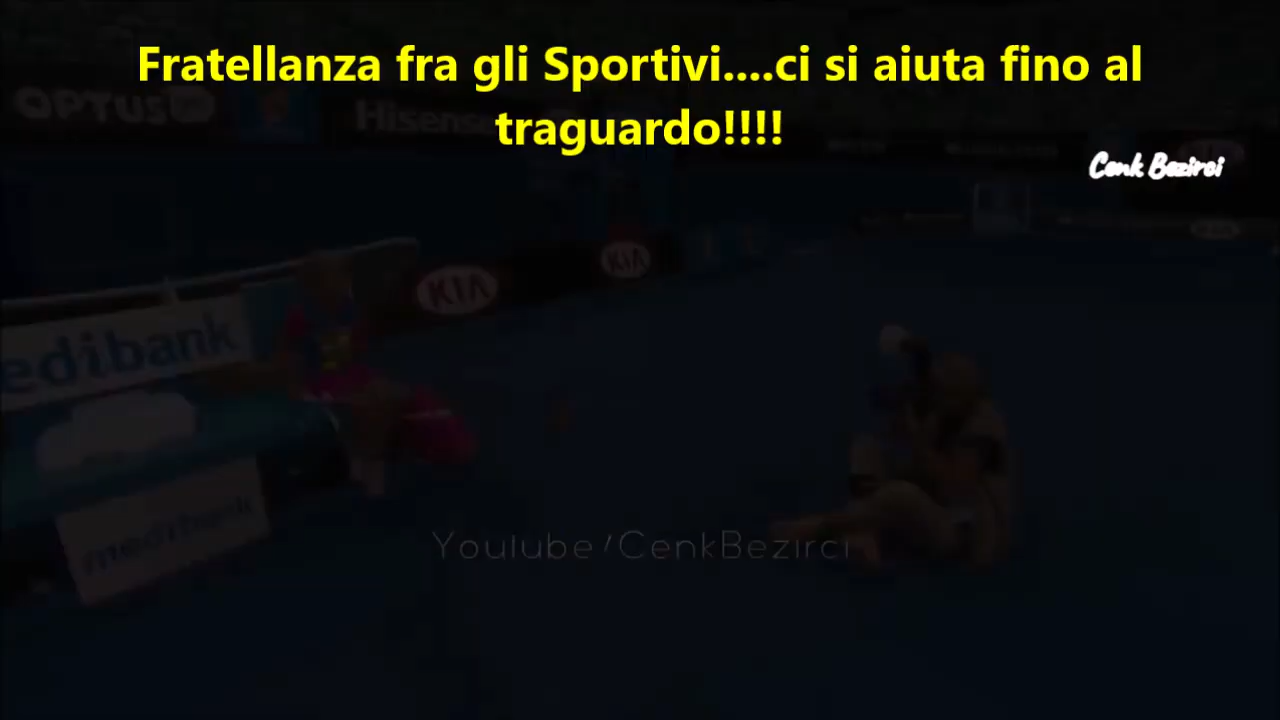 Fratellanza fra gli Sportivi....ci si aiuta fino al
traguardo!!!!
OPTUS
Hisense
Cenk Bezirci
KIA
KIA
edibank
medibank
Youtube/CenkBezirci